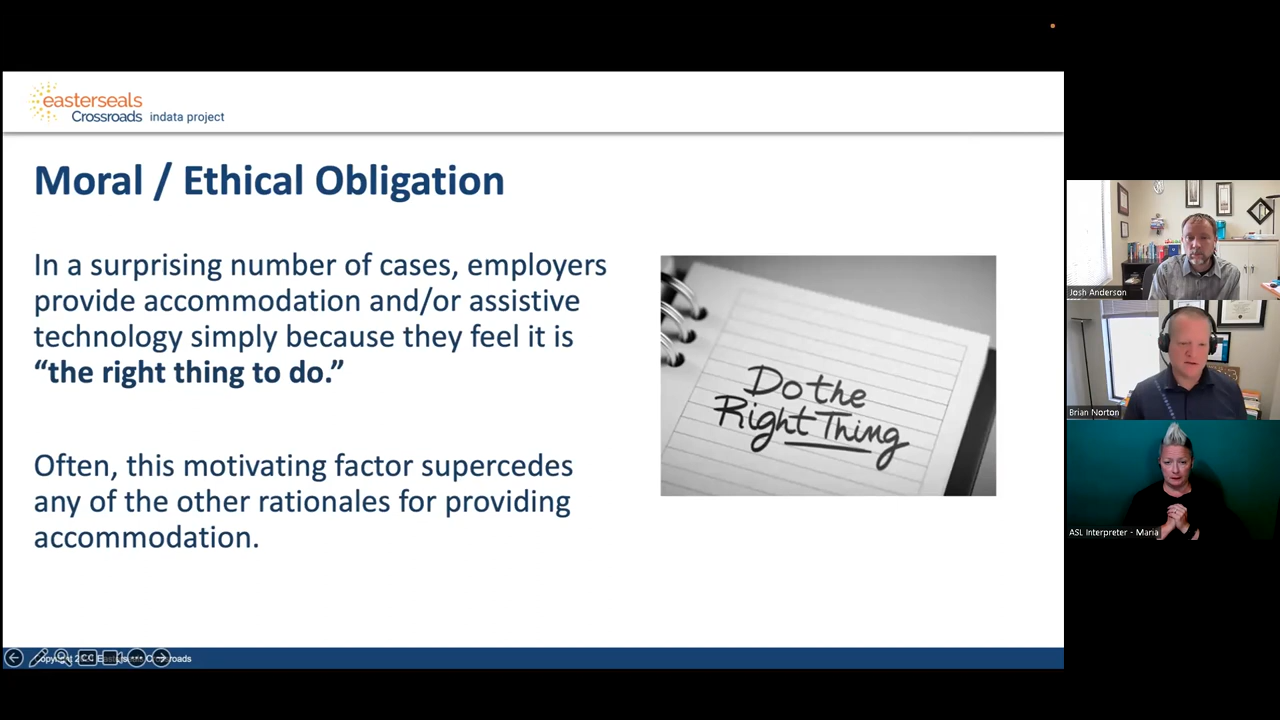 easterseals
Crossroads indata project
Moral / Ethical Obligation
In a surprising number of cases, employers
provide accommodation and/or assistive
technology simply because they feel it is
“the right thing to do.”
Often, this motivating factor supercedes
any of the other rationales for providing
accommodation.
Do the
Right Thing
Josh Anderson
Brian Norton
ASL Interpreter - Maria